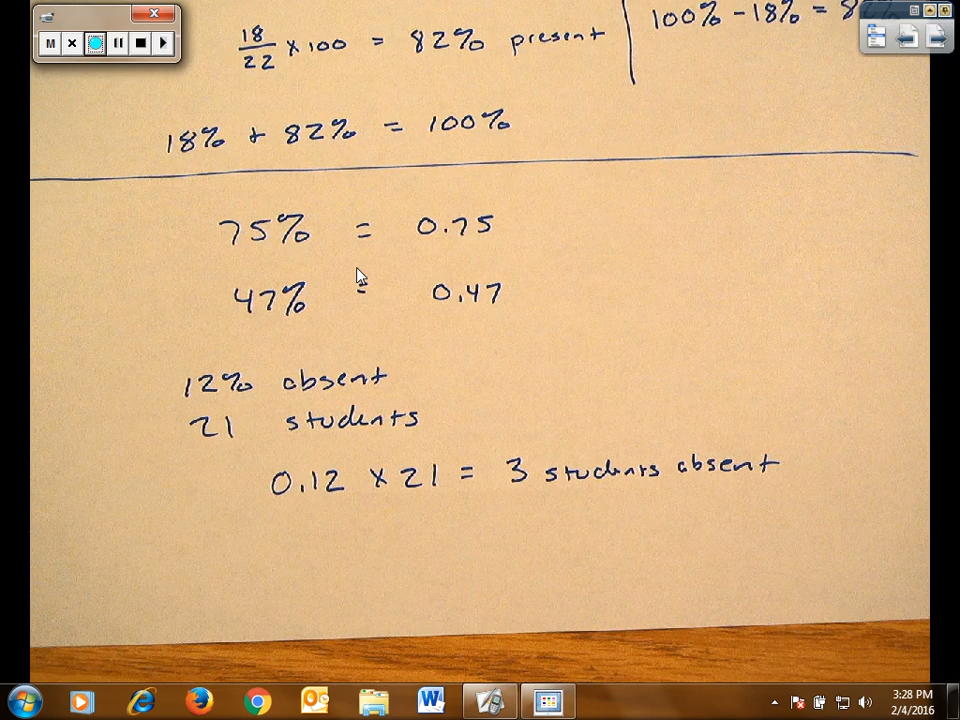 18/22 x 100 = 82% present
100% - 18% = 8
18% + 82% = 100%
75% = 0.75
47% = 0.47
12% absent
21 students
0.12 x 21 = 3 students absent
M
W
3:28 PM
2/4/2016